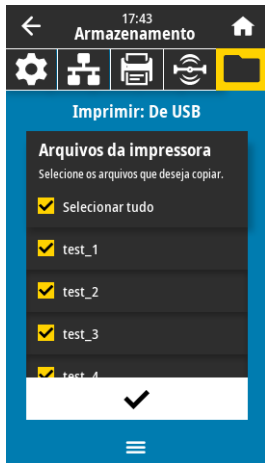 17:43
Armazenamento
Imprimir: De USB
Arquivos da impressora
Selecione os arquivos que deseja copiar.
Selecionar tudo
test_1
test_2
test_3
test_4